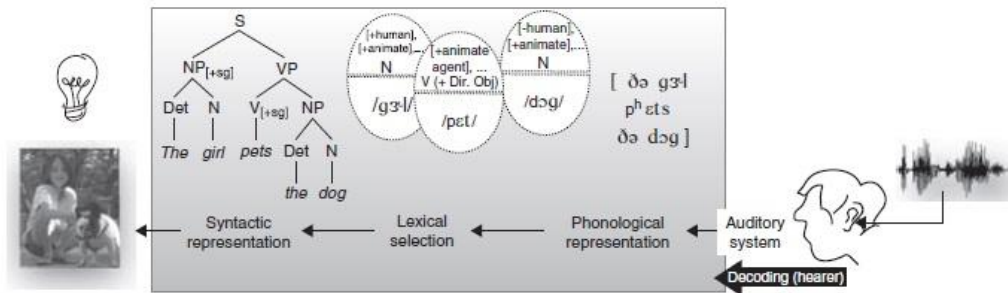 S
NP[+sg] VP
Det N V[+sg] NP
The girl pets Det N
the dog
[+human],
[+animate],...
N
/gɝl/
[+animate
agent], ...
V (+ Dir. Obj)
/pɛt/
[-human],
[+animate],...
N
/dɔg/
[ ðə gɝl
pʰɛts
ðə dɔg ]
Syntactic
representation
Lexical
selection
Phonological
representation
Auditory
system
Decoding (hearer)